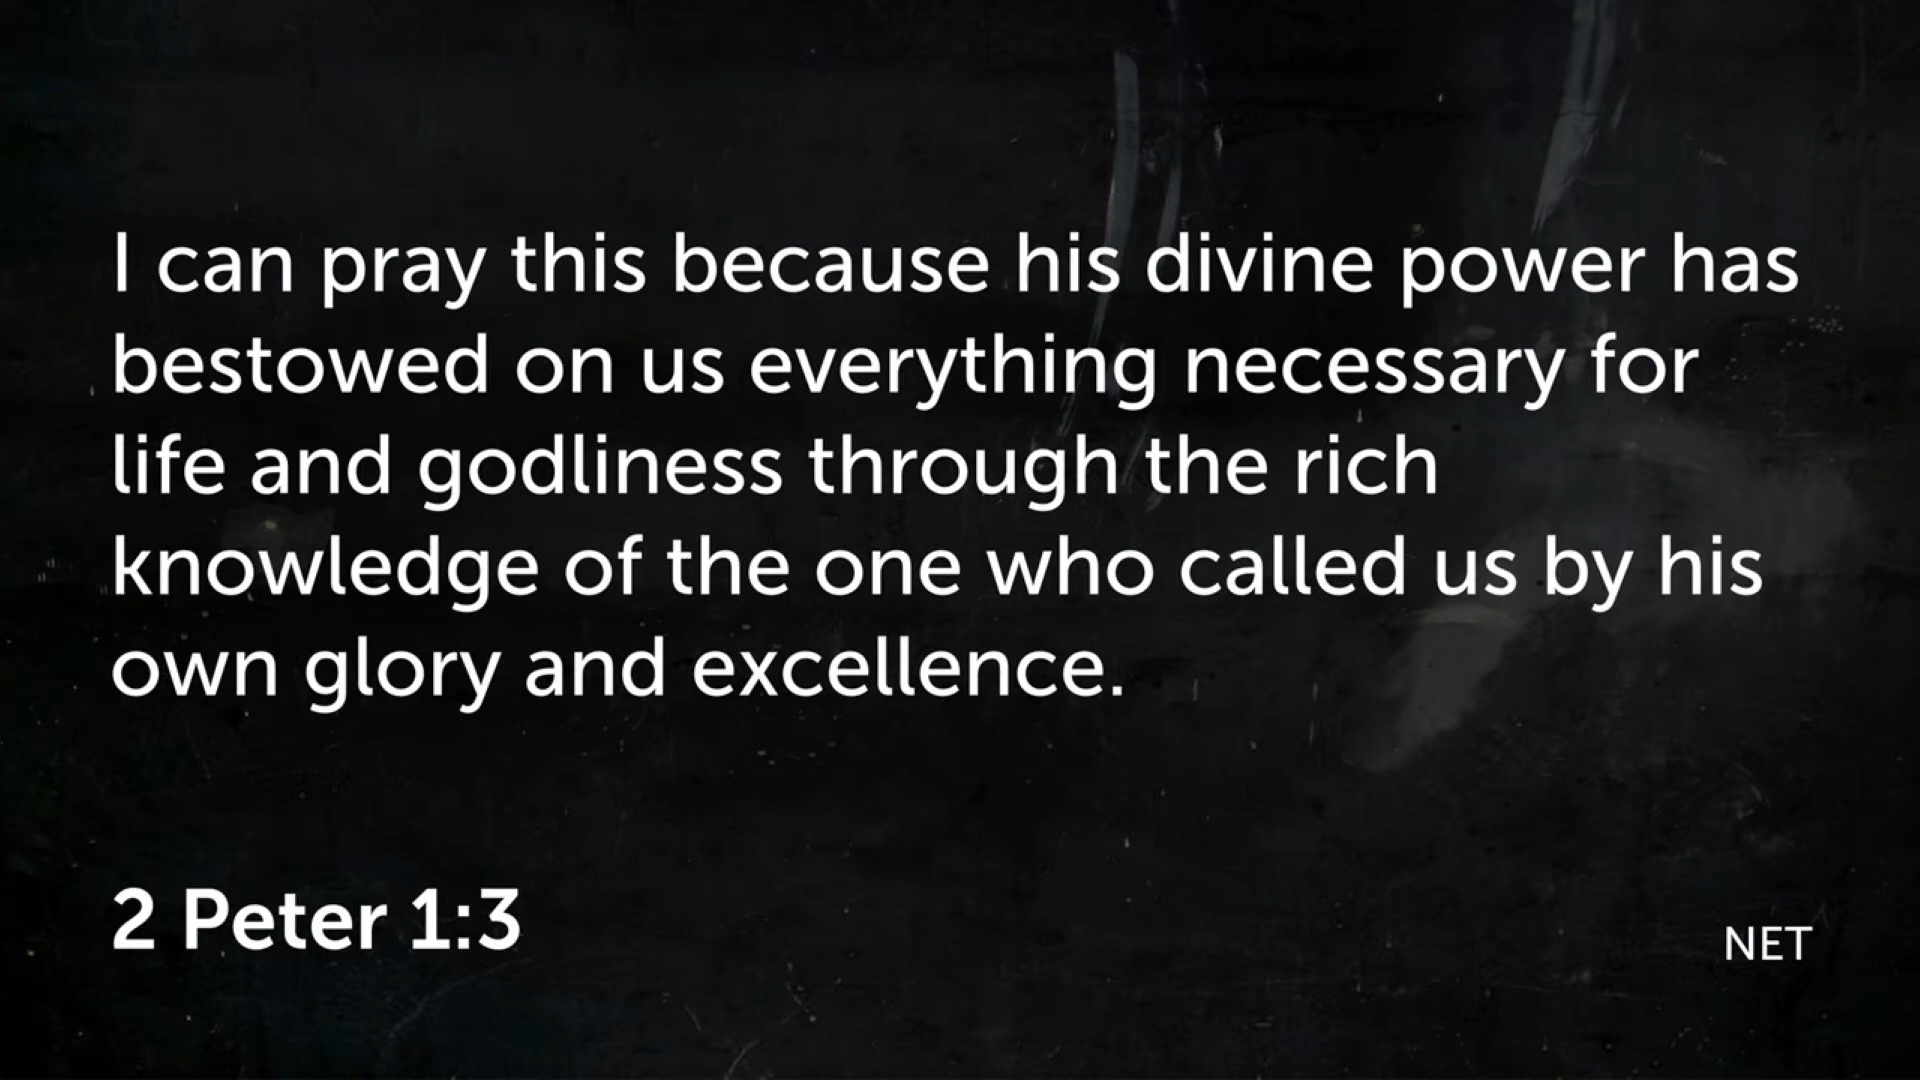 I can pray this because his divine power has
bestowed on us everything necessary for
life and godliness through the rich
knowledge of the one who called us by his
own glory and excellence.
2 Peter 1:3
NET